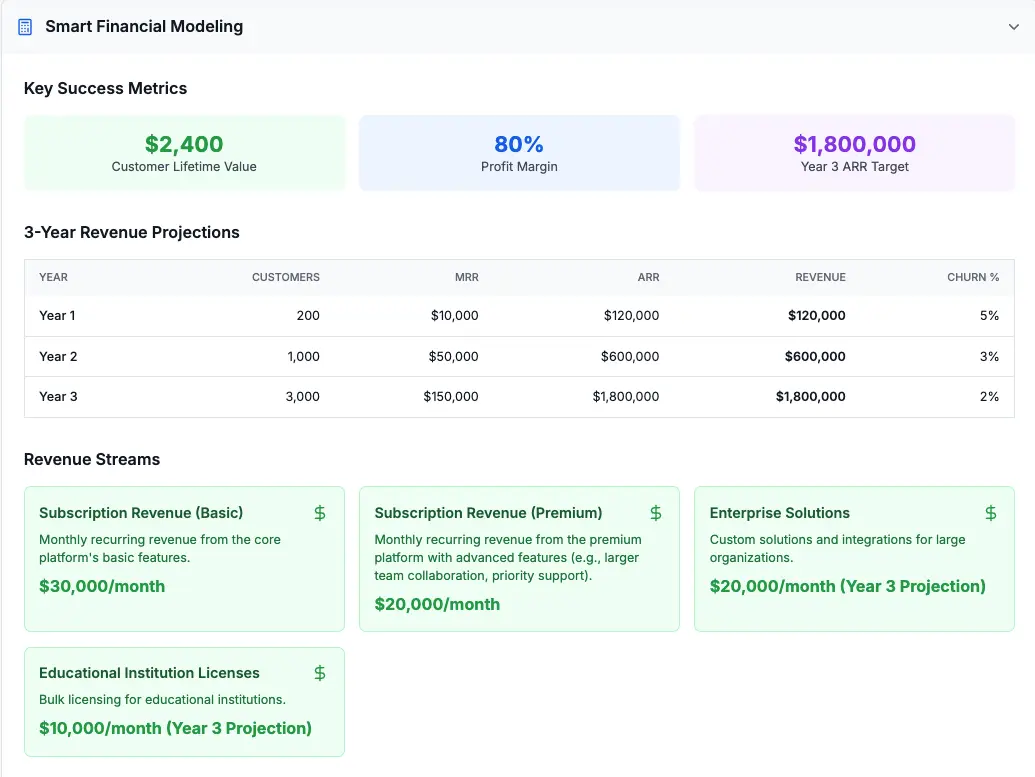 Smart Financial Modeling
Key Success Metrics
$2,400
Customer Lifetime Value
80%
Profit Margin
$1,800,000
Year 3 ARR Target
3-Year Revenue Projections
YEAR CUSTOMERS MRR ARR REVENUE CHURN %
Year 1 200 $10,000 $120,000 $120,000 5%
Year 2 1,000 $50,000 $600,000 $600,000 3%
Year 3 3,000 $150,000 $1,800,000 $1,800,000 2%
Revenue Streams
Subscription Revenue (Basic) $
Monthly recurring revenue from the core
platform's basic features.
$30,000/month
Subscription Revenue (Premium) $
Monthly recurring revenue from the premium
platform with advanced features (e.g., larger
team collaboration, priority support).
$20,000/month
Enterprise Solutions $
Custom solutions and integrations for large
organizations.
$20,000/month (Year 3 Projection)
Educational Institution Licenses $
Bulk licensing for educational institutions.
$10,000/month (Year 3 Projection)